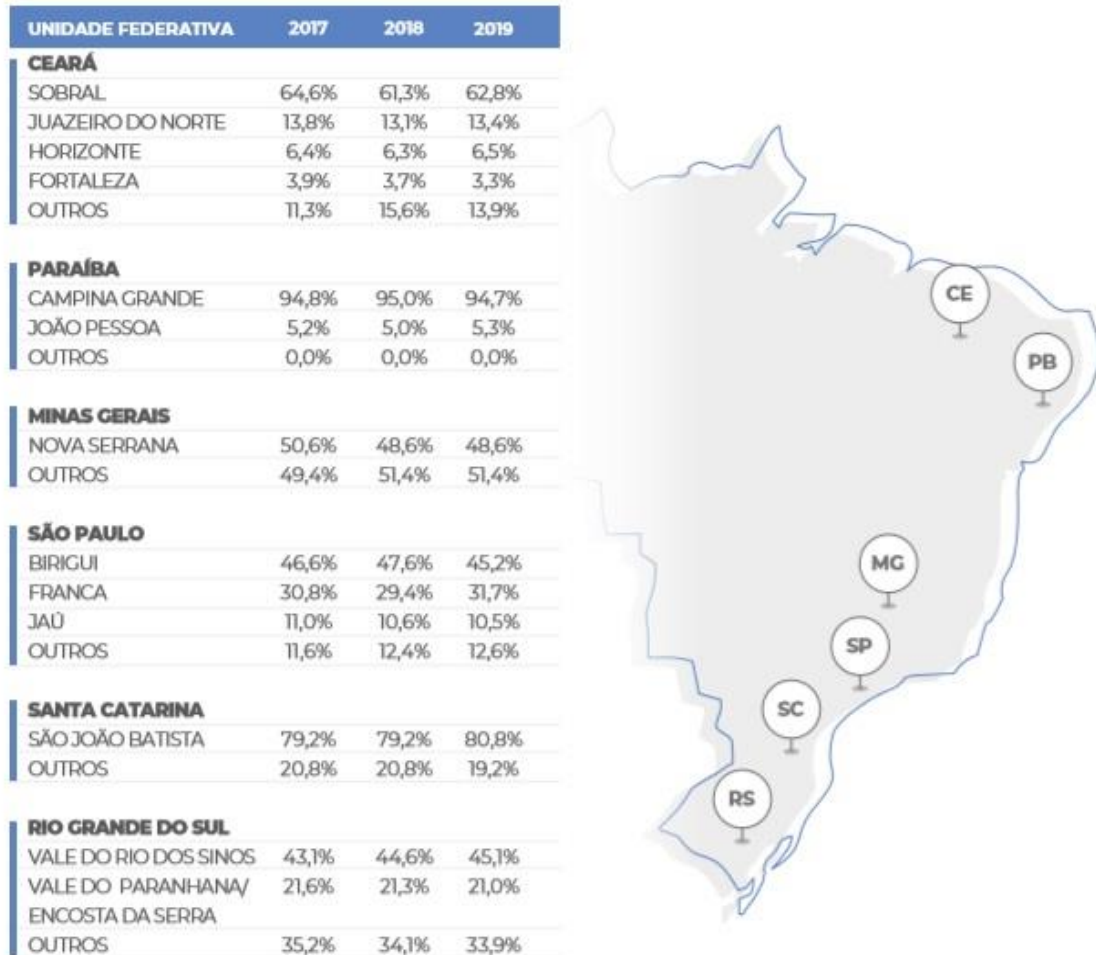 UNIDADE FEDERATIVA 2017 2018 2019
CEARÁ
SOBRAL 64,6% 61,3% 62,8%
JUAZEIRO DO NORTE 13,8% 13,1% 13,4%
HORIZONTE 6,4% 6,3% 6,5%
FORTALEZA 3,9% 3,7% 3,3%
OUTROS 11,3% 15,6% 13,9%
PARAÍBA
CAMPINA GRANDE 94,8% 95,0% 94,7%
JOÃO PESSOA 5,2% 5,0% 5,3%
OUTROS 0,0% 0,0% 0,0%
MINAS GERAIS
NOVA SERRANA 50,6% 48,6% 48,6%
OUTROS 49,4% 51,4% 51,4%
SÃO PAULO
BIRIGUI 46,6% 47,6% 45,2%
FRANCA 30,8% 29,4% 31,7%
JAÚ 11,0% 10,6% 10,5%
OUTROS 11,6% 12,4% 12,6%
SANTA CATARINA
SÃO JOÃO BATISTA 79,2% 79,2% 80,8%
OUTROS 20,8% 20,8% 19,2%
RIO GRANDE DO SUL
VALE DO RIO DOS SINOS 43,1% 44,6% 45,1%
VALE DO PARANHANA/ 21,6% 21,3% 21,0%
ENCOSTA DA SERRA
OUTROS 35,2% 34,1% 33,9%
CE
PB
MG
SP
SC
RS